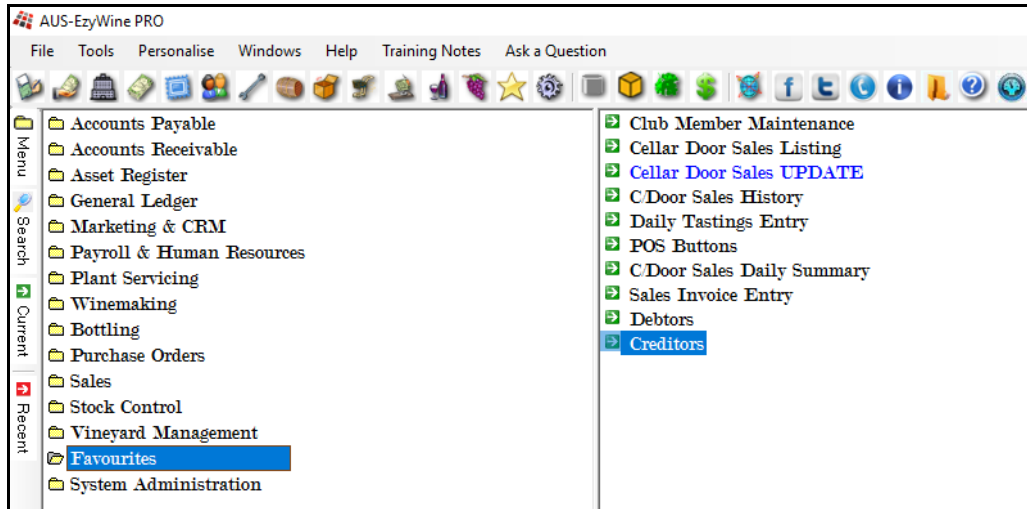 AUS-EzyWine PRO
File Tools Personalise Windows Help Training Notes Ask a Question
Menu
Search
Current
Recent
Accounts Payable
Accounts Receivable
Asset Register
General Ledger
Marketing & CRM
Payroll & Human Resources
Plant Servicing
Winemaking
Bottling
Purchase Orders
Sales
Stock Control
Vineyard Management
Favourites
System Administration
Club Member Maintenance
Cellar Door Sales Listing
Cellar Door Sales UPDATE
C/Door Sales History
Daily Tastings Entry
POS Buttons
C/Door Sales Daily Summary
Sales Invoice Entry
Debtors
Creditors